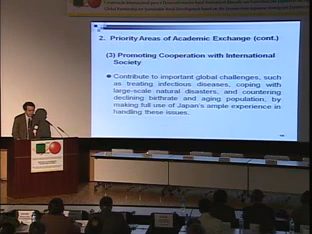 2. Priority Areas of Academic Exchange (cont.)
(3) Promoting Cooperation with International
Society
Contribute to important global challenges, such
as treating infectious diseases, coping with
large-scale natural disasters, and countering
declining birthrate and aging population, by
making full use of Japan's ample experience in
handling these issues.